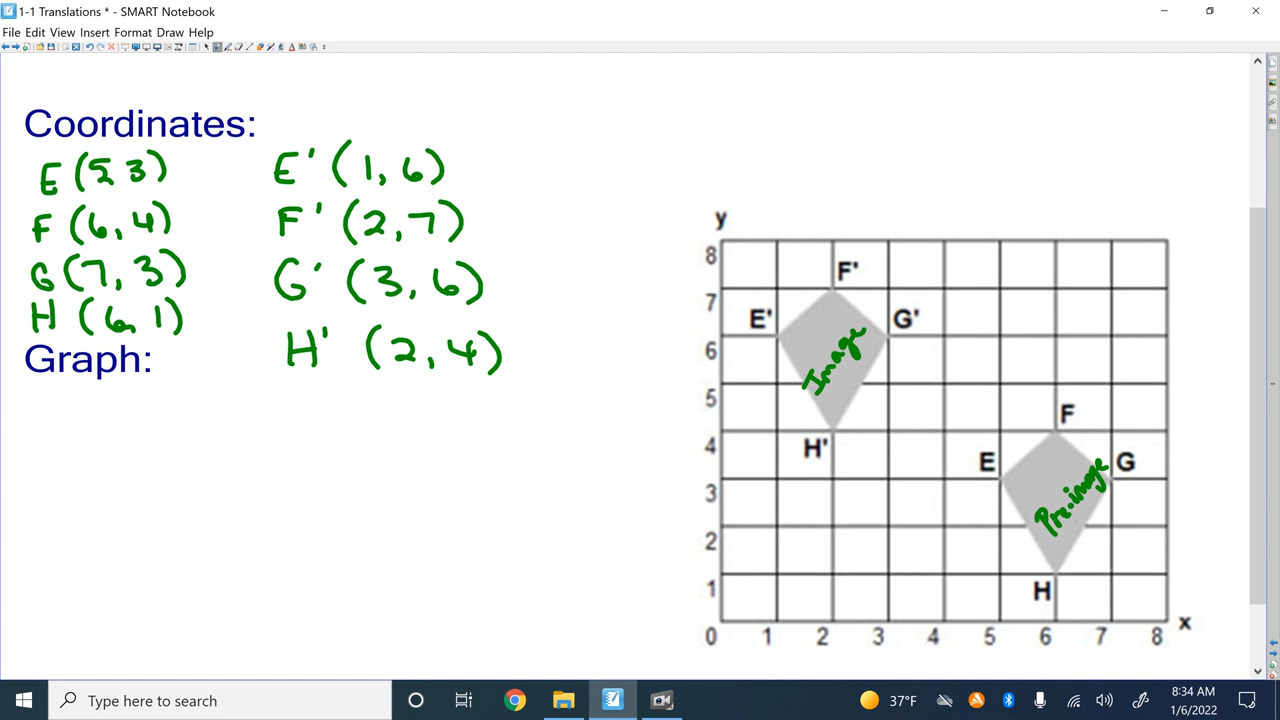 1-1 Translations * - SMART Notebook
File Edit View Insert Format Draw Help
Coordinates:
E (5, 3) E' (1, 6)
F (6, 4) F' (2, 7)
G (7, 3) G' (3, 6)
H (6, 1) H' (2, 4)
Graph:
y
8
7
6
5
4
3
2
1
0 1 2 3 4 5 6 7 8 x
F'
E' G'
Image
H'
F
E G
Pre-image
H
Type here to search
37°F
8:34 AM
1/6/2022